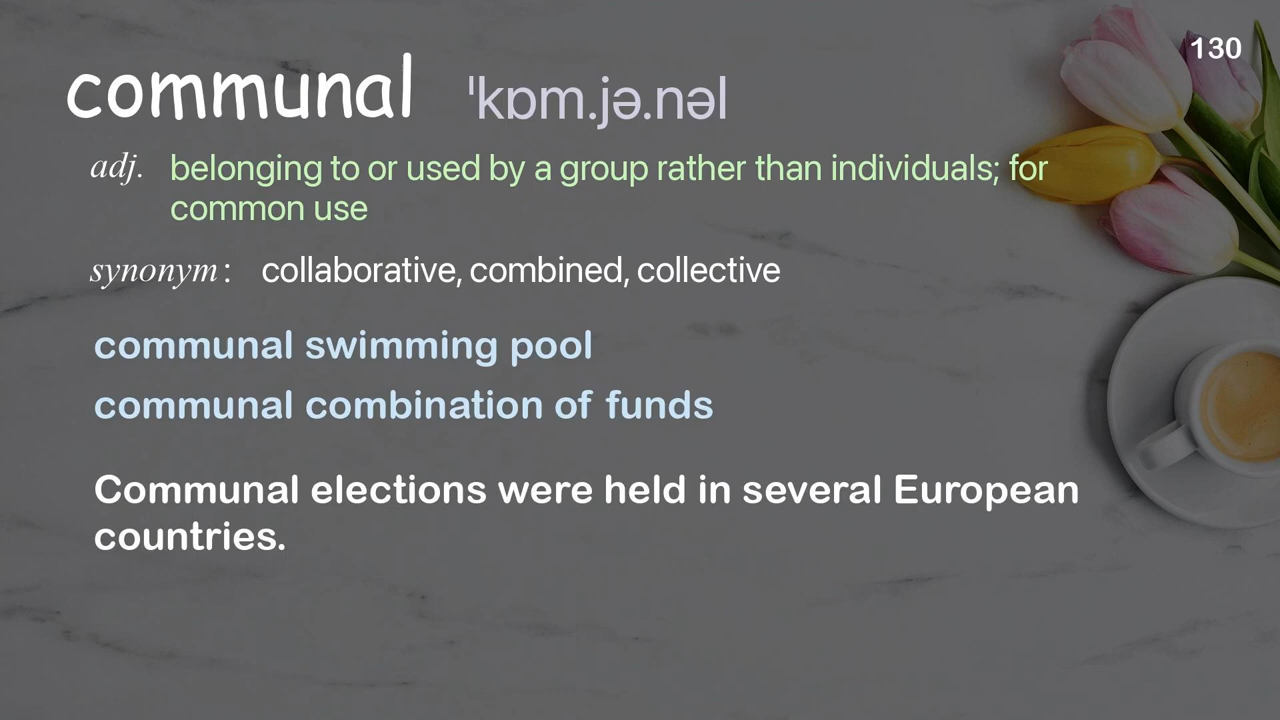 130
communal ˈkɒm.jə.nəl
adj. belonging to or used by a group rather than individuals; for
common use
synonym: collaborative, combined, collective
communal swimming pool
communal combination of funds
Communal elections were held in several European
countries.